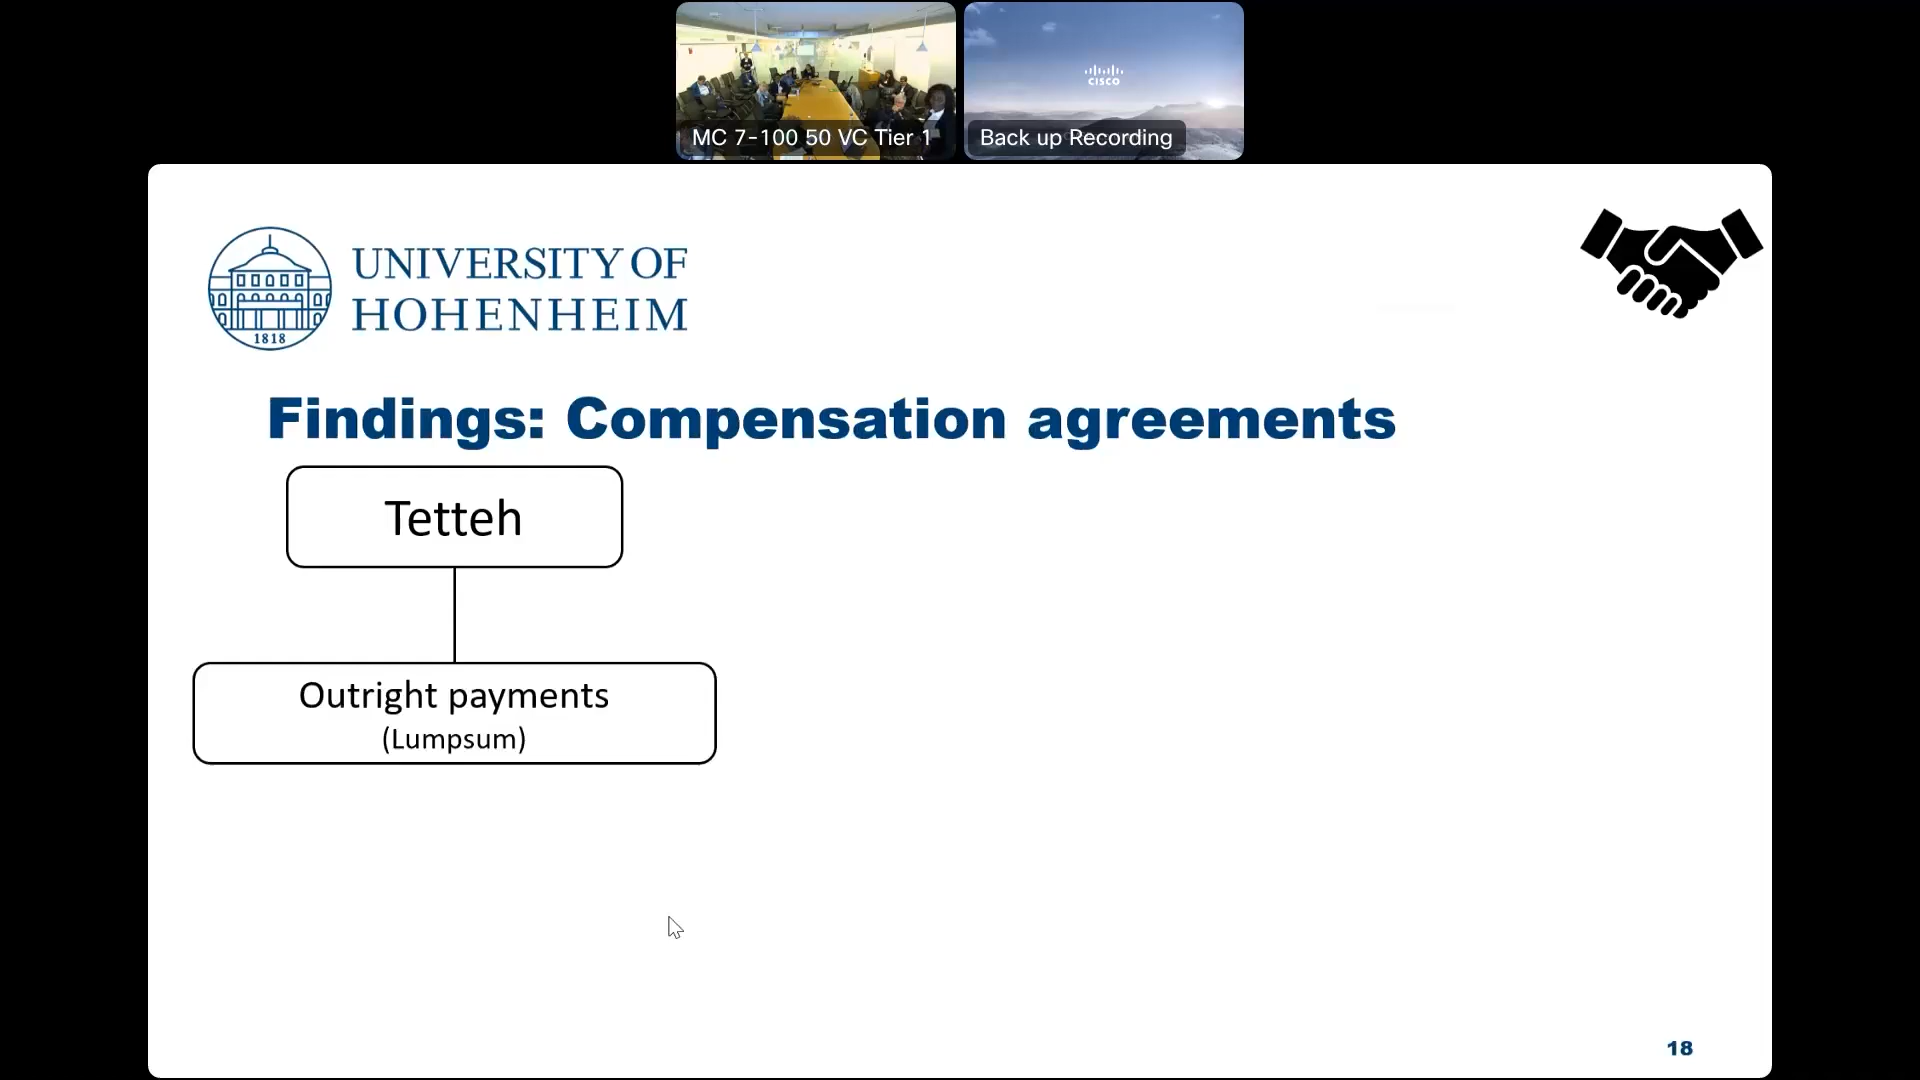 MC 7-100 50 VC Tier 1
CISCO
Back up Recording
UNIVERSITY OF
HOHENHEIM
1818
Findings: Compensation agreements
Tetteh
Outright payments
(Lumpsum)
18